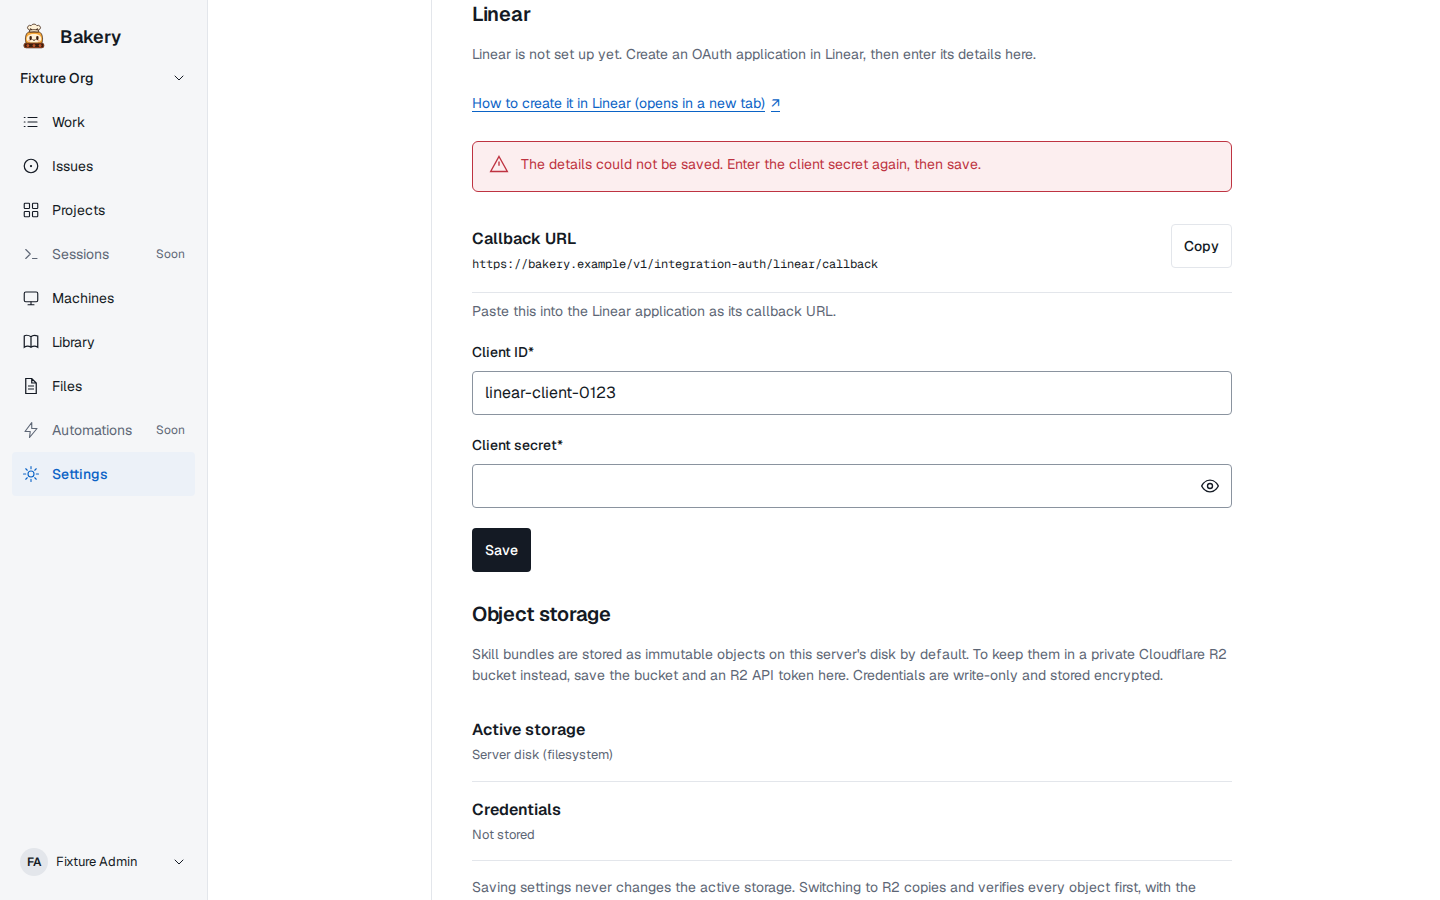 Bakery
Fixture Org
Work
Issues
Projects
Sessions Soon
Machines
Library
Files
Automations Soon
Settings
FA Fixture Admin
Linear
Linear is not set up yet. Create an OAuth application in Linear, then enter its details here.
How to create it in Linear (opens in a new tab)
The details could not be saved. Enter the client secret again, then save.
Callback URL
https://bakery.example/v1/integration-auth/linear/callback
Copy
Paste this into the Linear application as its callback URL.
Client ID*
linear-client-0123
Client secret*
Save
Object storage
Skill bundles are stored as immutable objects on this server's disk by default. To keep them in a private Cloudflare R2
bucket instead, save the bucket and an R2 API token here. Credentials are write-only and stored encrypted.
Active storage
Server disk (filesystem)
Credentials
Not stored
Saving settings never changes the active storage. Switching to R2 copies and verifies every object first, with the